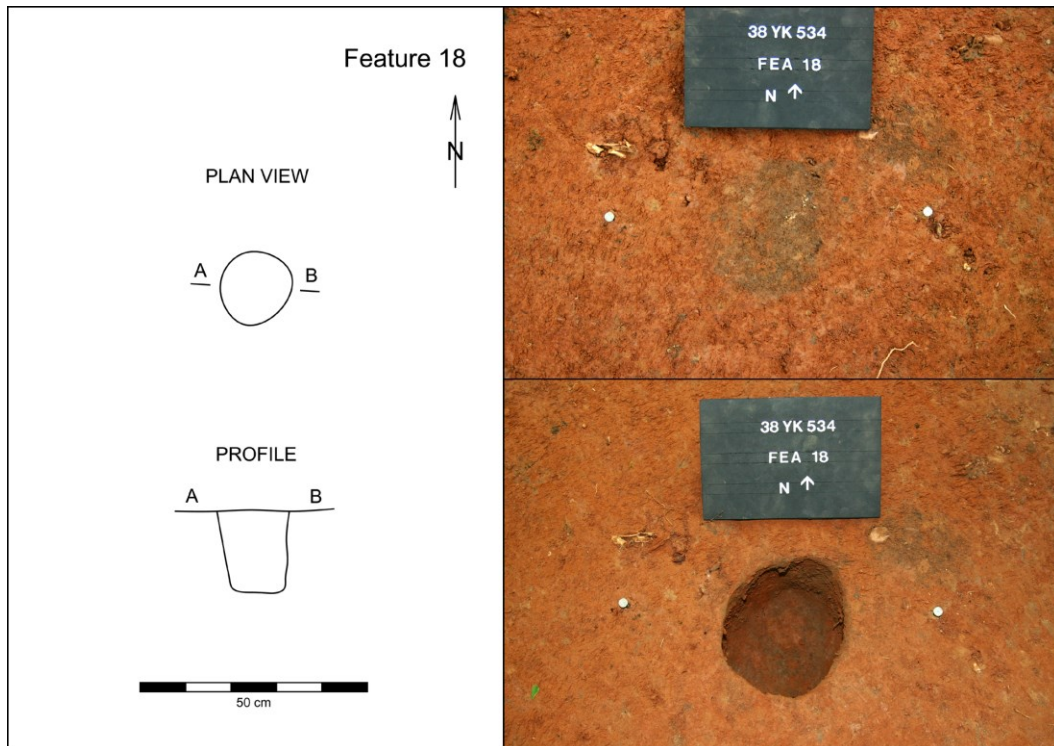 Feature 18
N
PLAN VIEW
A B
PROFILE
A B
50 cm
38 YK 534
FEA 18
N ↑
38 YK 534
FEA 18
N ↑